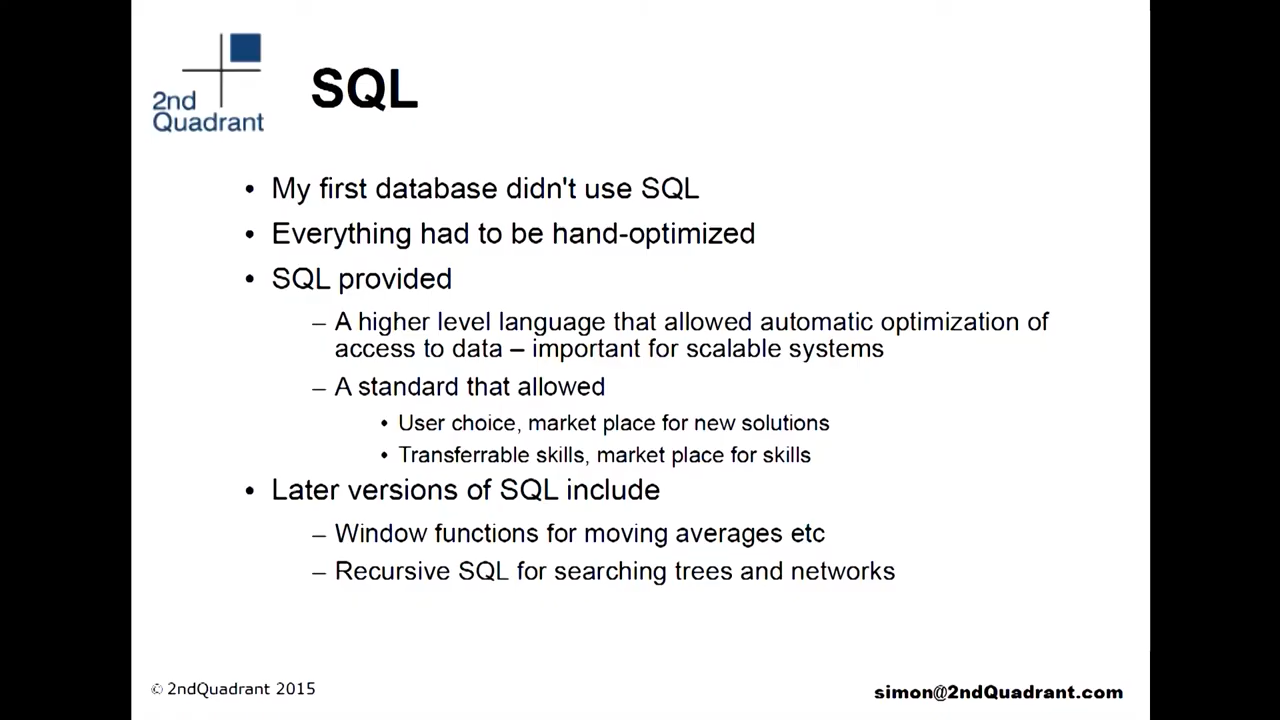 2nd
Quadrant
SQL
• My first database didn't use SQL
• Everything had to be hand-optimized
• SQL provided
– A higher level language that allowed automatic optimization of
access to data – important for scalable systems
– A standard that allowed
• User choice, market place for new solutions
• Transferrable skills, market place for skills
• Later versions of SQL include
– Window functions for moving averages etc
– Recursive SQL for searching trees and networks
© 2ndQuadrant 2015
simon@2ndQuadrant.com